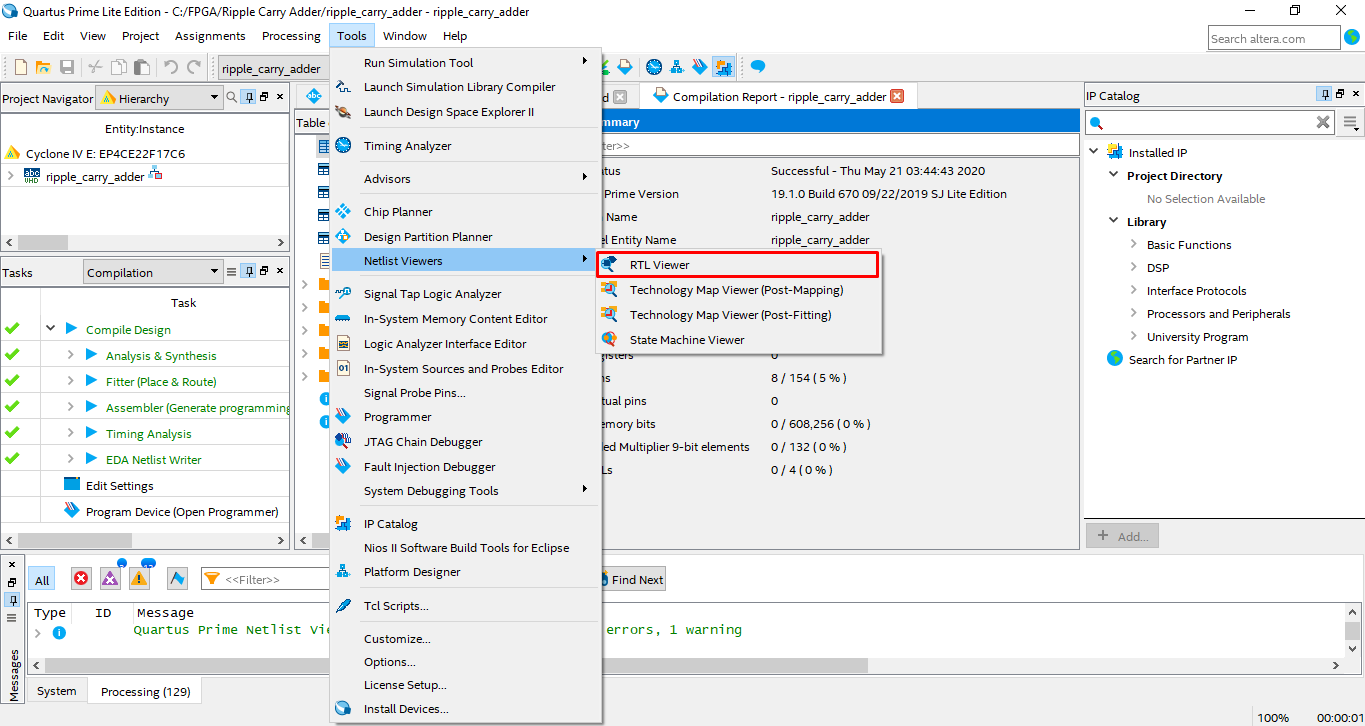 Quartus Prime Lite Edition - C:/FPGA/Ripple Carry Adder/ripple_carry_adder - ripple_carry_adder
File Edit View Project Assignments Processing Tools Window Help
Search altera.com
ripple_carry_adder
Project Navigator Hierarchy
Entity:Instance
Cyclone IV E: EP4CE22F17C6
abc VHD ripple_carry_adder
Tasks Compilation
Task
Compile Design
Analysis & Synthesis
Fitter (Place & Route)
Assembler (Generate programming
Timing Analysis
EDA Netlist Writer
Edit Settings
Program Device (Open Programmer)
abc
Table
Run Simulation Tool
Launch Simulation Library Compiler
Launch Design Space Explorer II
Timing Analyzer
Advisors
Chip Planner
Design Partition Planner
Netlist Viewers
Signal Tap Logic Analyzer
In-System Memory Content Editor
Logic Analyzer Interface Editor
In-System Sources and Probes Editor
Signal Probe Pins...
Programmer
JTAG Chain Debugger
Fault Injection Debugger
System Debugging Tools
IP Catalog
Nios II Software Build Tools for Eclipse
Platform Designer
Tcl Scripts...
Customize...
Options...
License Setup...
Install Devices...
RTL Viewer
Technology Map Viewer (Post-Mapping)
Technology Map Viewer (Post-Fitting)
State Machine Viewer
d
Compilation Report - ripple_carry_adder
mmary
ter>>
atus Successful - Thu May 21 03:44:43 2020
Prime Version 19.1.0 Build 670 09/22/2019 SJ Lite Edition
Name ripple_carry_adder
el Entity Name ripple_carry_adder
egisters 0
ns 8 / 154 ( 5 % )
tual pins 0
emory bits 0 / 608,256 ( 0 % )
ded Multiplier 9-bit elements 0 / 132 ( 0 % )
Ls 0 / 4 ( 0 % )
IP Catalog
Installed IP
Project Directory
No Selection Available
Library
Basic Functions
DSP
Interface Protocols
Processors and Peripherals
University Program
Search for Partner IP
+ Add...
All <<Filter>> Find Next
Type ID Message
Quartus Prime Netlist Vie errors, 1 warning
Messages
System Processing (129)
100% 00:00:01